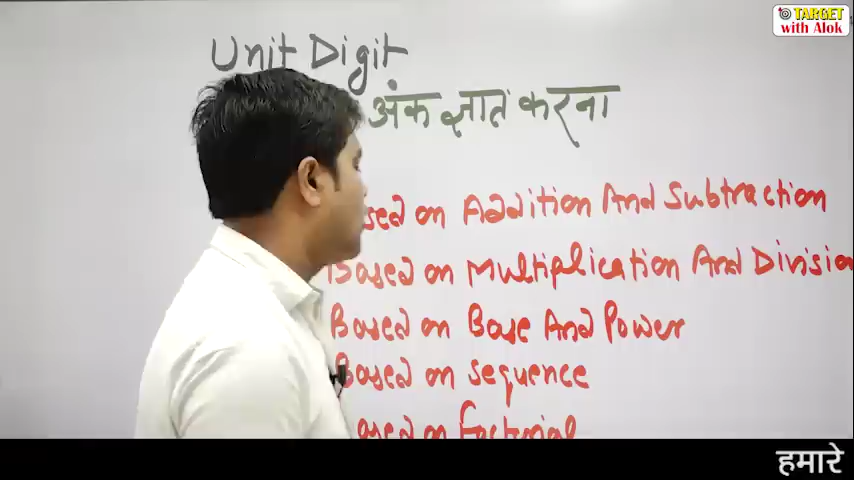 TARGET
with Alok
Unit Digit
अंक ज्ञात करना
on Addition And Subtraction
Based on Multiplication And Division
Based on Base And Power
Based on Sequence
Based on Factorial
हमारे